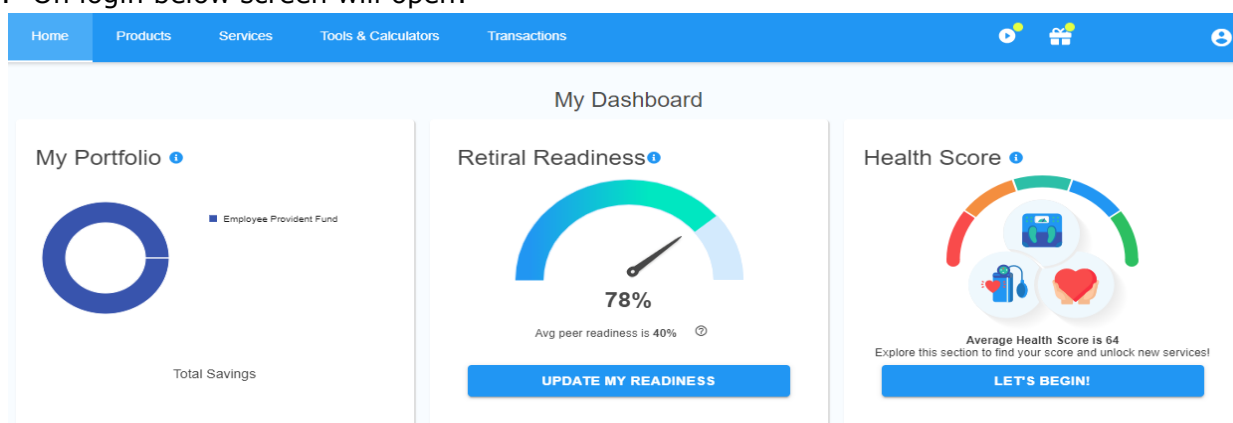 On login below screen will open.
Home Products Services Tools & Calculators Transactions
My Dashboard
My Portfolio
Employee Provident Fund
Total Savings
Retiral Readiness
78%
Avg peer readiness is 40%
UPDATE MY READINESS
Health Score
Average Health Score is 64
Explore this section to find your score and unlock new services!
LET'S BEGIN!